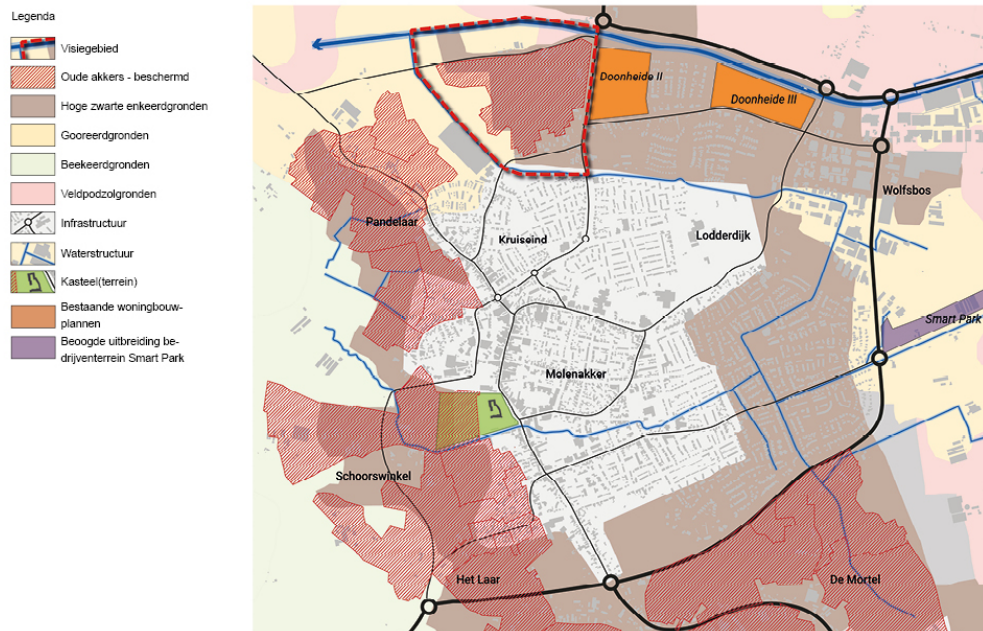 Legenda
Visiegebied
Oude akkers - beschermd
Hoge zwarte enkeerdgronden
Gooreerdgronden
Beekeerdgronden
Veldpodzolgronden
Infrastructuur
Waterstructuur
Kasteel(terrein)
Bestaande woningbouw-
plannen
Beoogde uitbreiding be-
drijventerrein Smart Park
Doonheide II
Doonheide III
Wolfsbos
Pandelaar
Kruiseind
Lodderdijk
Smart Park
Molenakker
Schoorswinkel
Het Laar
De Mortel